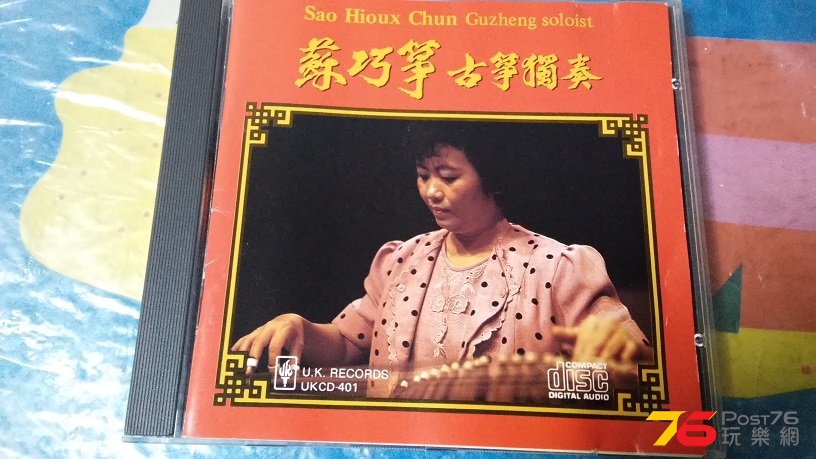 Sao Hioux Chun Guzheng soloist
蘇巧箏 古箏獨奏
UK
U.K. RECORDS
UKCD-401
COMPACT
disc
DIGITAL AUDIO
76 Post76
玩樂網